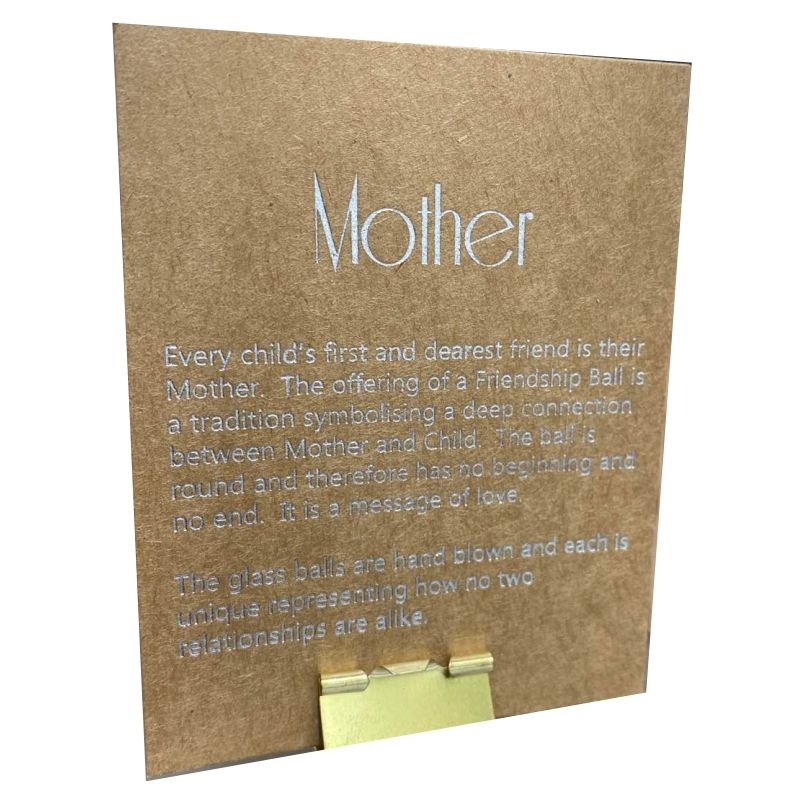 Mother
Every child's first and dearest friend is their
Mother.  The offering of a Friendship Ball is
a tradition symbolising a deep connection
between Mother and Child.  The ball is
round and therefore has no beginning and
no end.  It is a message of love.
The glass balls are hand blown and each is
unique representing how no two
relationships are alike.